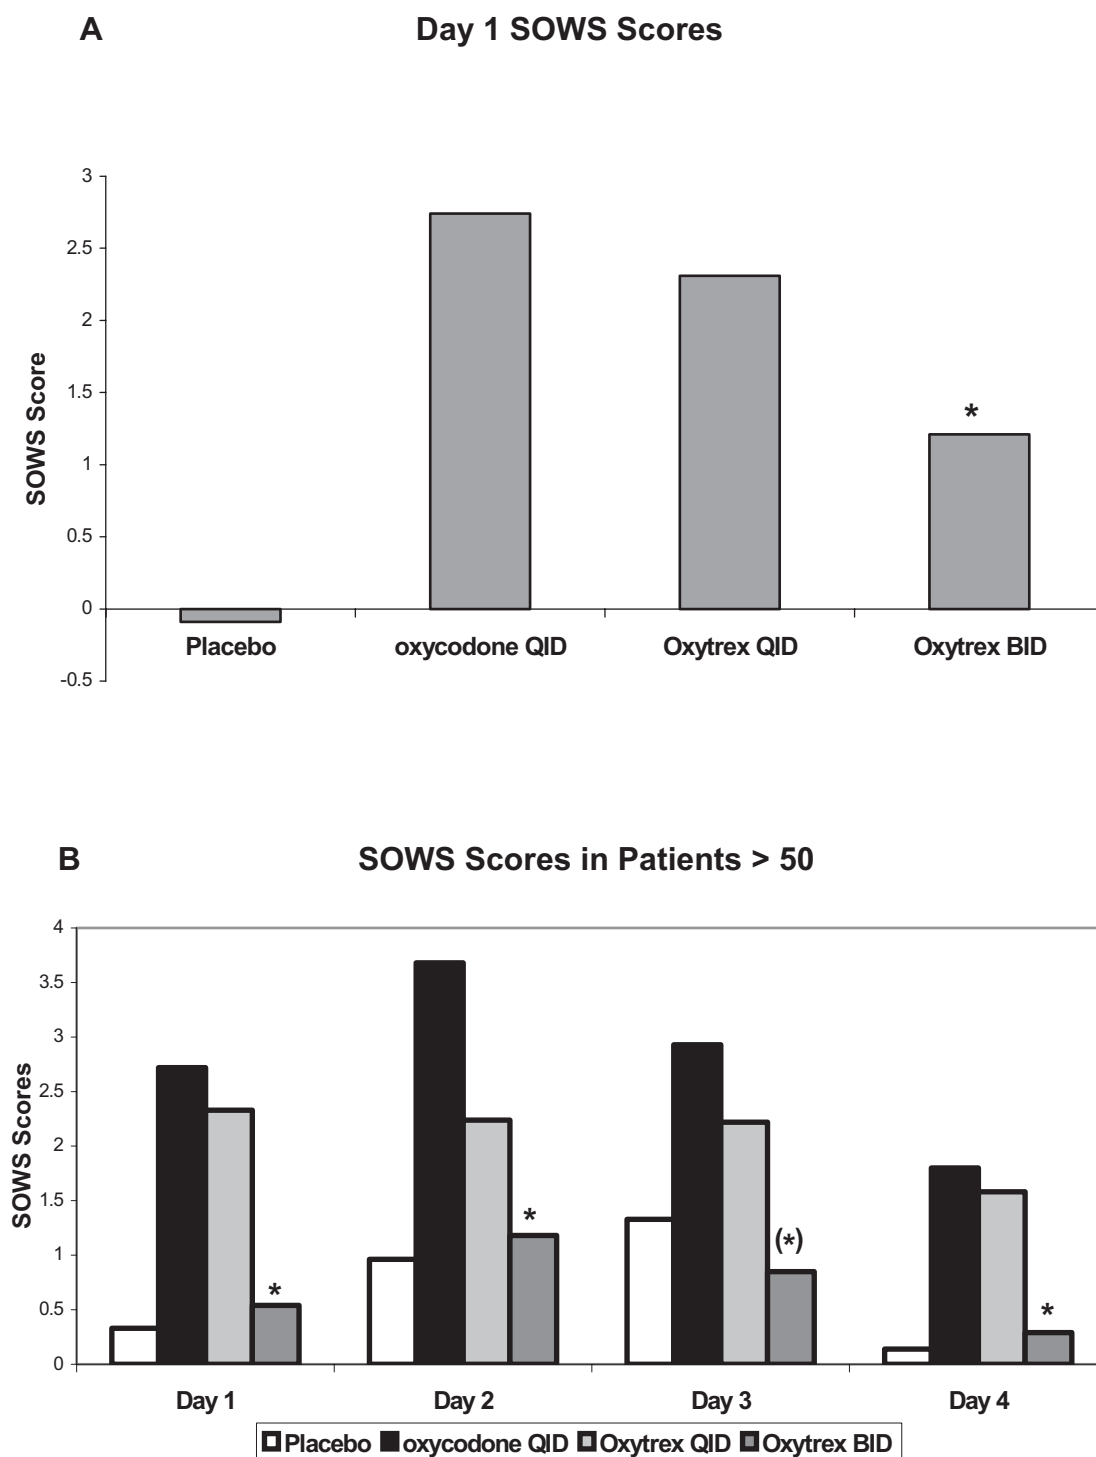 A Day 1 SOWS Scores
3
2.5
2
1.5
1
0.5
0
-0.5
SOWS Score
*
Placebo oxycodone QID Oxytrex QID Oxytrex BID
B SOWS Scores in Patients > 50
4
3.5
3
2.5
2
1.5
1
0.5
0
SOWS Scores
* * (*) *
Day 1 Day 2 Day 3 Day 4
Placebo oxycodone QID Oxytrex QID Oxytrex BID